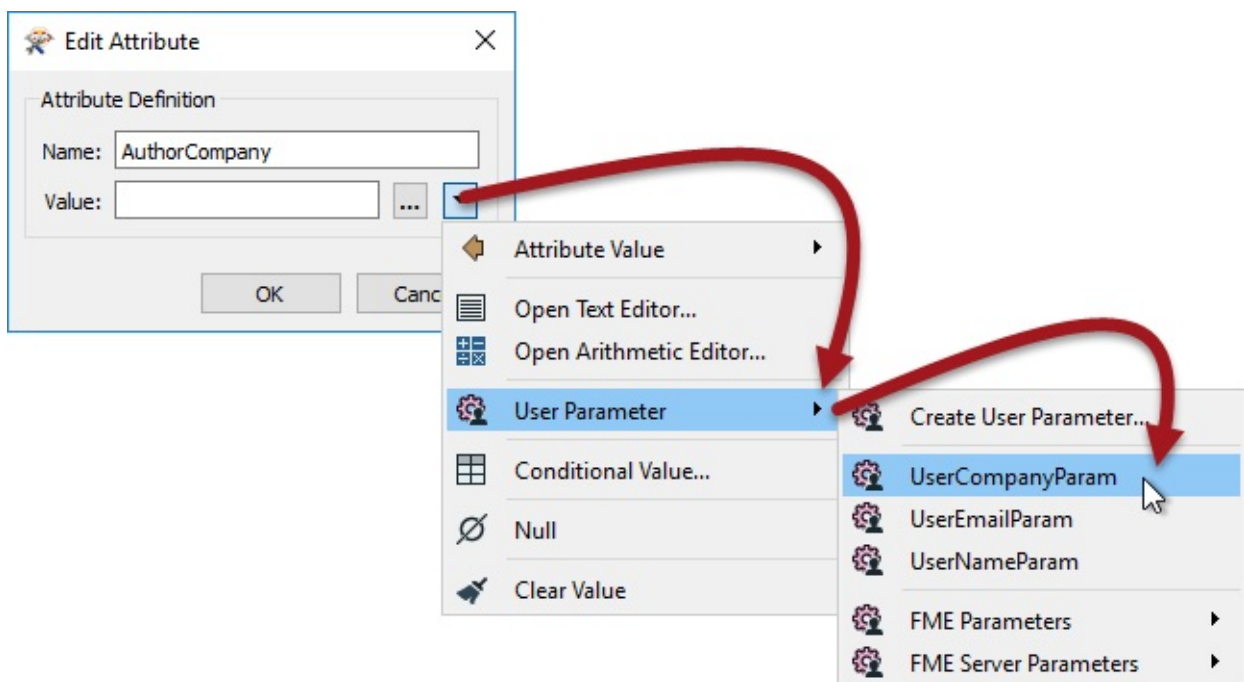 Edit Attribute
Attribute Definition
Name: AuthorCompany
Value: ...
OK
Attribute Value
Open Text Editor...
Open Arithmetic Editor...
User Parameter
Conditional Value...
Null
Clear Value
Create User Parameter...
UserCompanyParam
UserEmailParam
UserNameParam
FME Parameters
FME Server Parameters